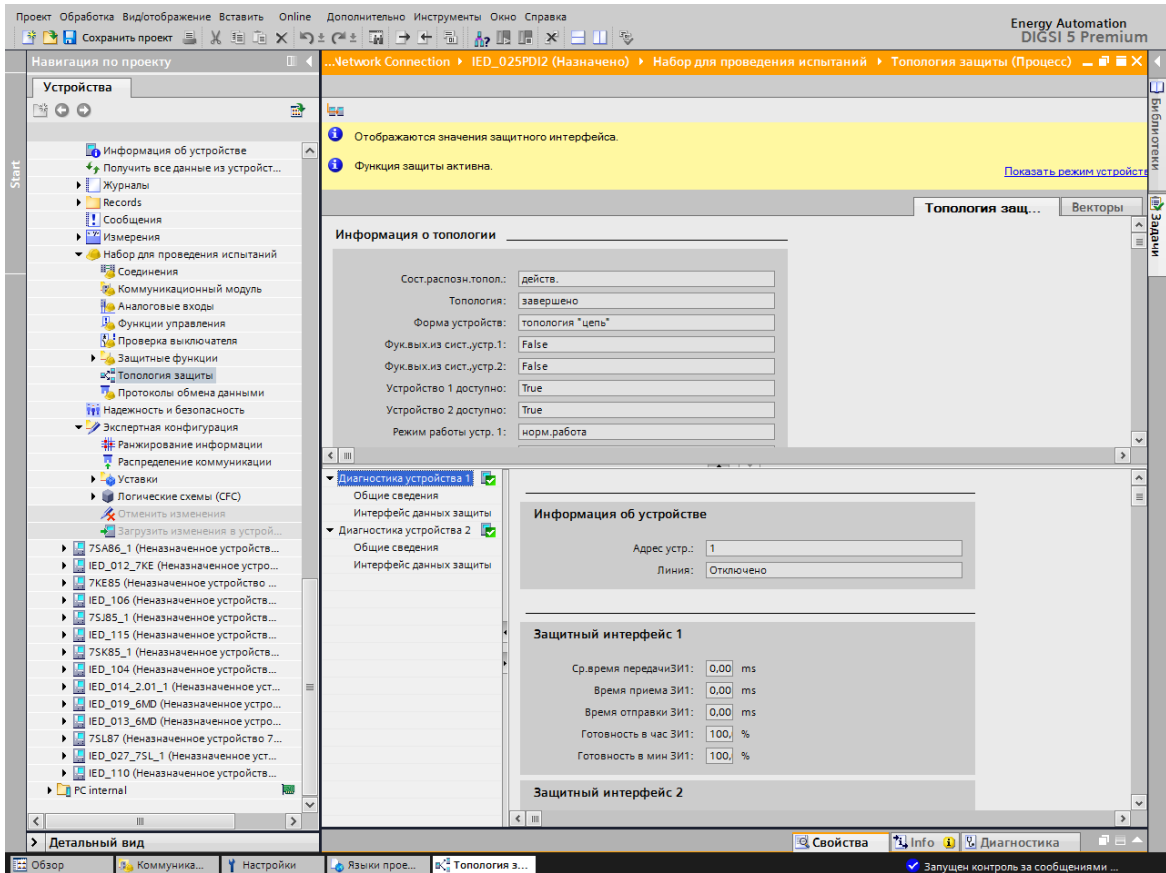 Проект Обработка Вид/отображение Вставить Online Дополнительно Инструменты Окно Справка
Energy Automation
DIGSI 5 Premium
Сохранить проект
Навигация по проекту
...Network Connection IED_025PDI2 (Назначено) Набор для проведения испытаний Топология защиты (Процесс)
Устройства
Start
Библиотеки
Задачи
Отображаются значения защитного интерфейса.
Функция защиты активна.
Показать режим устройств
Топология защ... Векторы
Информация об устройстве
Получить все данные из устройст...
Журналы
Records
Сообщения
Измерения
Набор для проведения испытаний
Соединения
Коммуникационный модуль
Аналоговые входы
Функции управления
Проверка выключателя
Защитные функции
Топология защиты
Протоколы обмена данными
Надежность и безопасность
Экспертная конфигурация
Ранжирование информации
Распределение коммуникации
Уставки
Логические схемы (CFC)
Отменить изменения
Загрузить изменения в устрой...
7SA86_1 (Неназначенное устройств...
IED_012_7KE (Неназначенное устро...
7KE85 (Неназначенное устройство ...
IED_106 (Неназначенное устройств...
7SJ85_1 (Неназначенное устройств...
IED_115 (Неназначенное устройств...
7SK85_1 (Неназначенное устройств...
IED_104 (Неназначенное устройств...
IED_014_2.01_1 (Неназначенное уст...
IED_019_6MD (Неназначенное устро...
IED_013_6MD (Неназначенное устро...
7SL87 (Неназначенное устройство 7...
IED_027_7SL_1 (Неназначенное уст...
IED_110 (Неназначенное устройств...
PC internal
Детальный вид
Информация о топологии
Сост.распозн.топол.: действ.
Топология: завершено
Форма устройств: топология "цепь"
Фук.вых.из сист.,устр.1: False
Фук.вых.из сист.,устр.2: False
Устройство 1 доступно: True
Устройство 2 доступно: True
Режим работы устр. 1: норм.работа
Диагностика устройства 1
Общие сведения
Интерфейс данных защиты
Диагностика устройства 2
Общие сведения
Интерфейс данных защиты
Информация об устройстве
Адрес устр.: 1
Линия: Отключено
Защитный интерфейс 1
Ср.время передачиЗИ1: 0,00 ms
Время приема ЗИ1: 0,00 ms
Время отправки ЗИ1: 0,00 ms
Готовность в час ЗИ1: 100, %
Готовность в мин ЗИ1: 100, %
Защитный интерфейс 2
Свойства Info Диагностика
Обзор Коммуника... Настройки Языки прое... Топология з... Запущен контроль за сообщениями ...